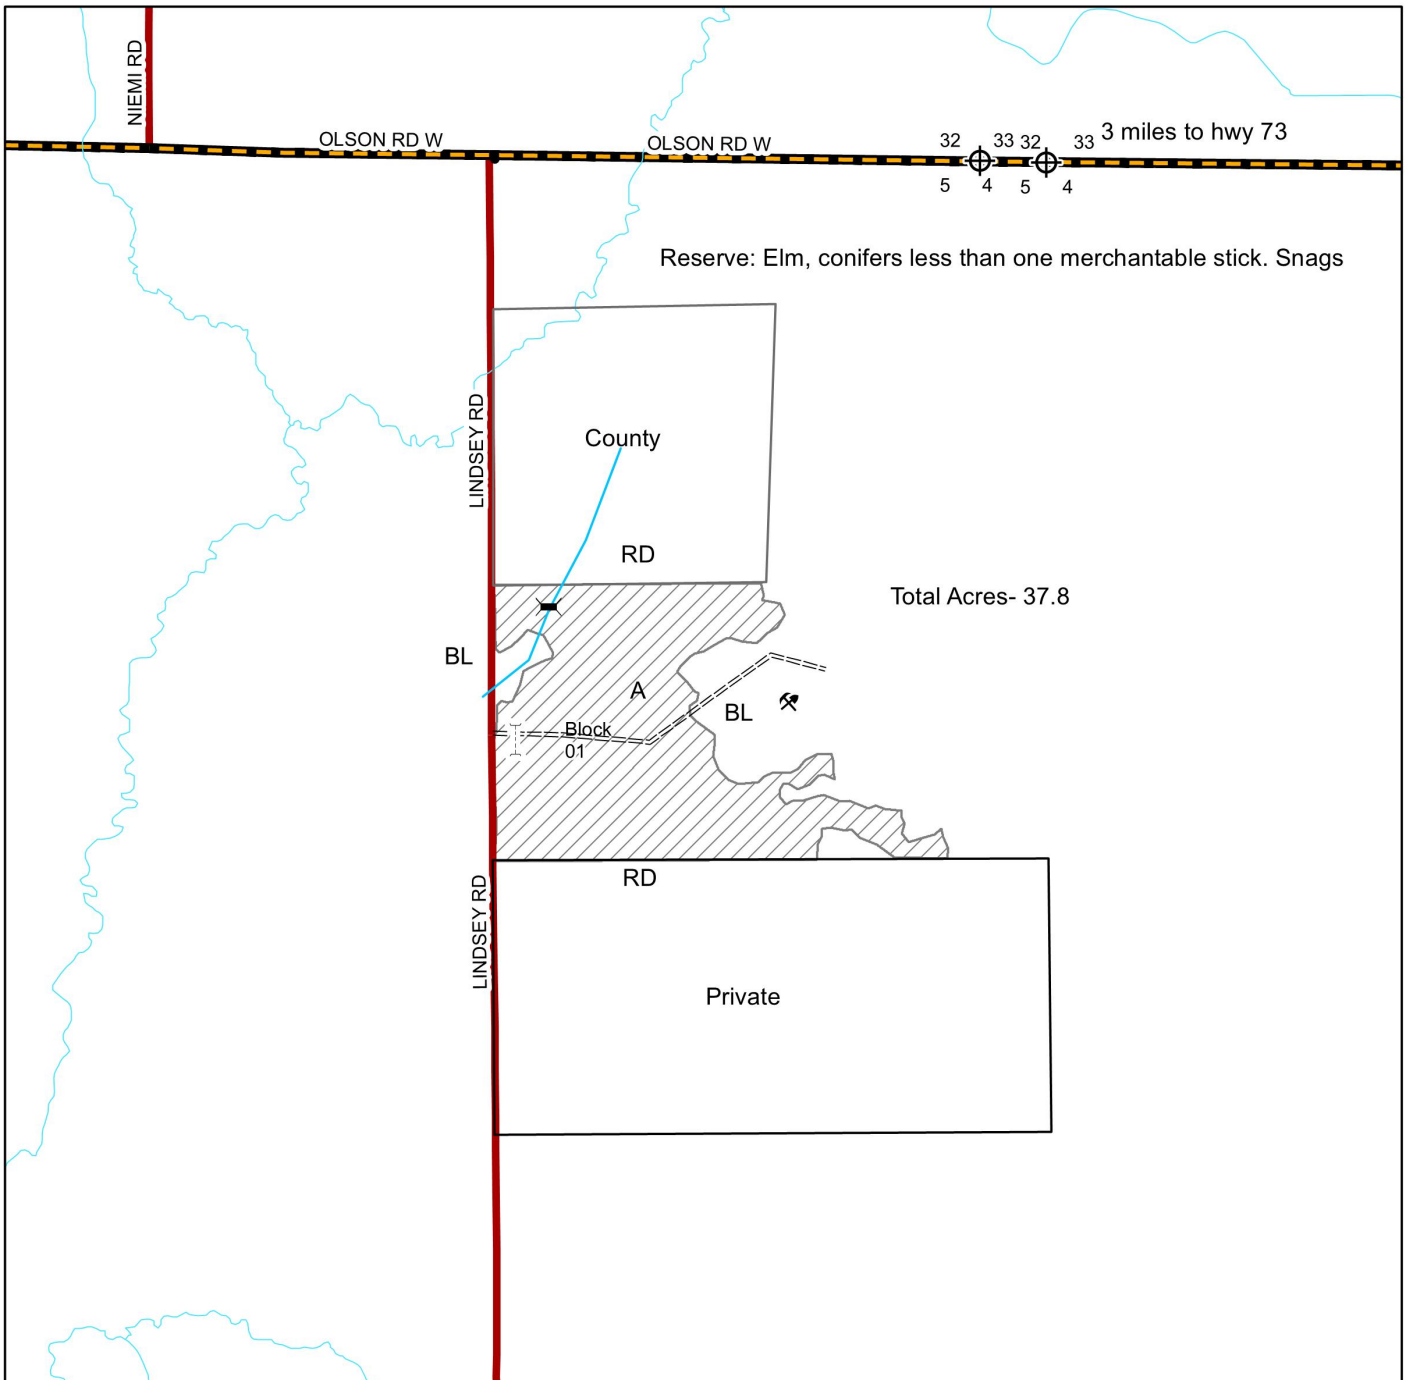 NIEMI RD
OLSON RD W
OLSON RD W
32
33
32
33
3 miles to hwy 73
5
4
5
4
Reserve: Elm, conifers less than one merchantable stick. Snags
LINDSEY RD
County
RD
Total Acres- 37.8
BL
A
BL
Block
01
RD
LINDSEY RD
Private